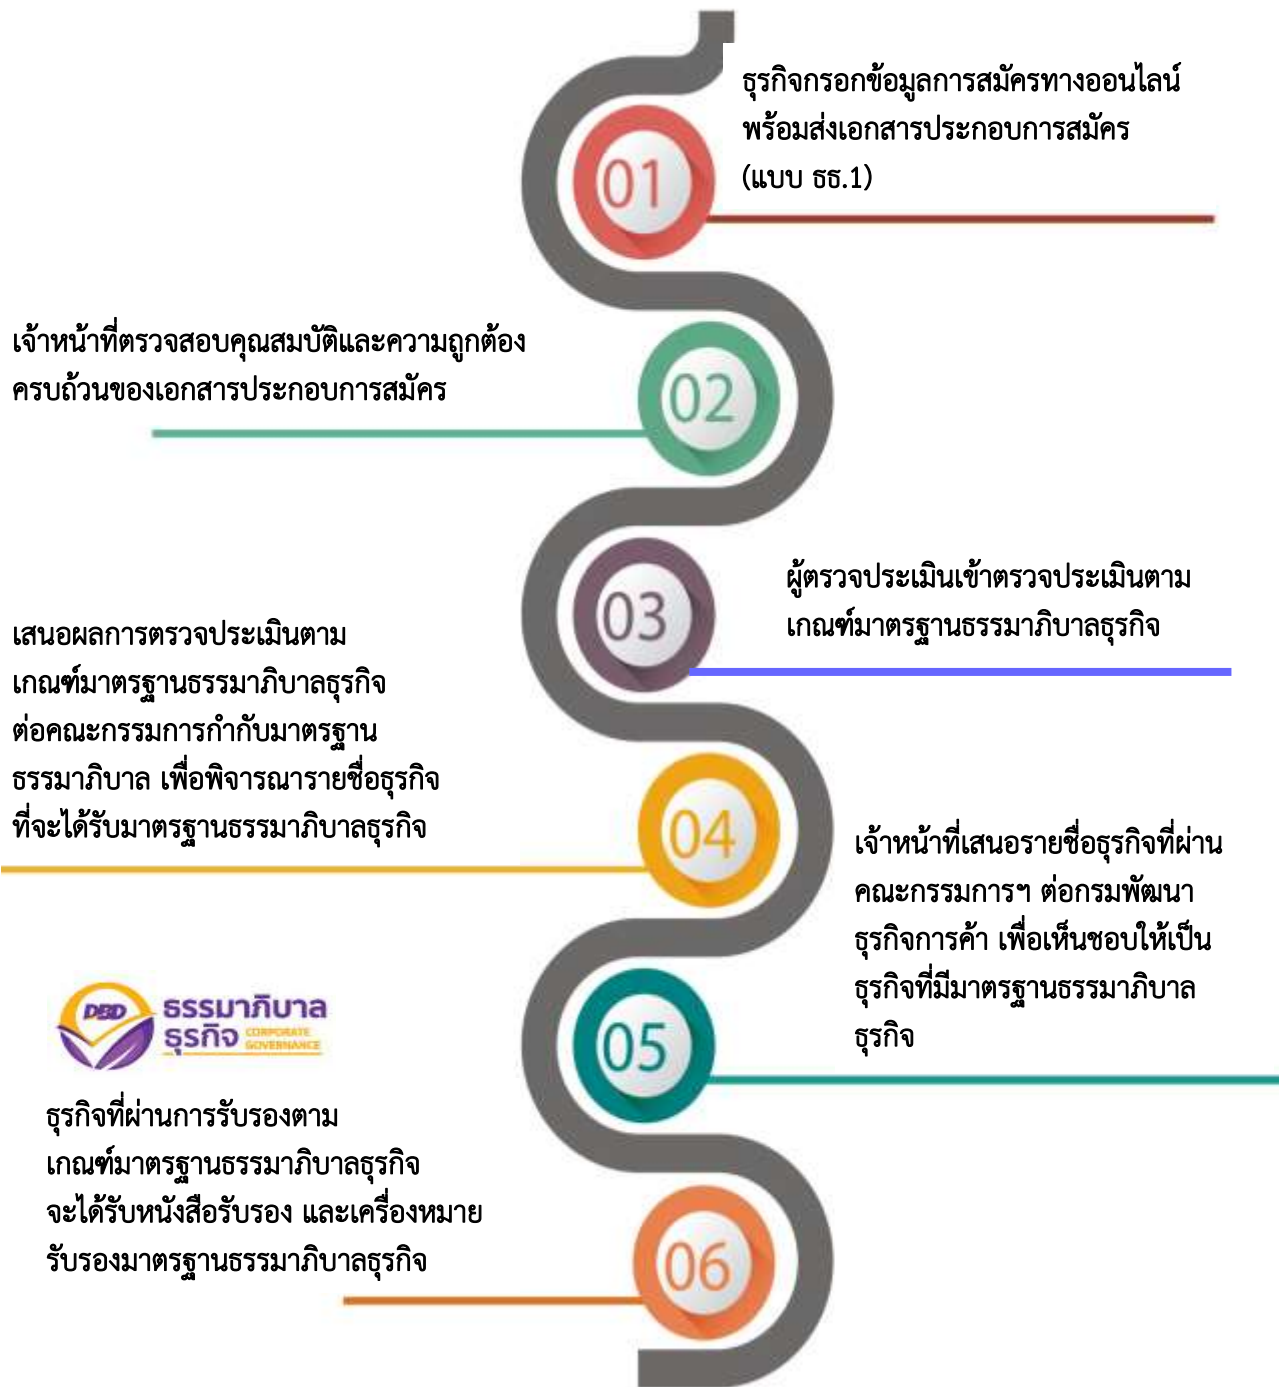 ธุรกิจกรอกข้อมูลการสมัครทางออนไลน์
พร้อมส่งเอกสารประกอบการสมัคร
(แบบ ธธ.1)
01
เจ้าหน้าที่ตรวจสอบคุณสมบัติและความถูกต้อง
ครบถ้วนของเอกสารประกอบการสมัคร
02
ผู้ตรวจประเมินเข้าตรวจประเมินตาม
เกณฑ์มาตรฐานธรรมาภิบาลธุรกิจ
03
เสนอผลการตรวจประเมินตาม
เกณฑ์มาตรฐานธรรมาภิบาลธุรกิจ
ต่อคณะกรรมการกำกับมาตรฐาน
ธรรมาภิบาล เพื่อพิจารณารายชื่อธุรกิจ
ที่จะได้รับมาตรฐานธรรมาภิบาลธุรกิจ
04
เจ้าหน้าที่เสนอรายชื่อธุรกิจที่ผ่าน
คณะกรรมการฯ ต่อกรมพัฒนา
ธุรกิจการค้า เพื่อเห็นชอบให้เป็น
ธุรกิจที่มีมาตรฐานธรรมาภิบาล
ธุรกิจ
05
DBD
ธรรมาภิบาล
ธุรกิจ CORPORATE
GOVERNANCE
ธุรกิจที่ผ่านการรับรองตาม
เกณฑ์มาตรฐานธรรมาภิบาลธุรกิจ
จะได้รับหนังสือรับรอง และเครื่องหมาย
รับรองมาตรฐานธรรมาภิบาลธุรกิจ
06